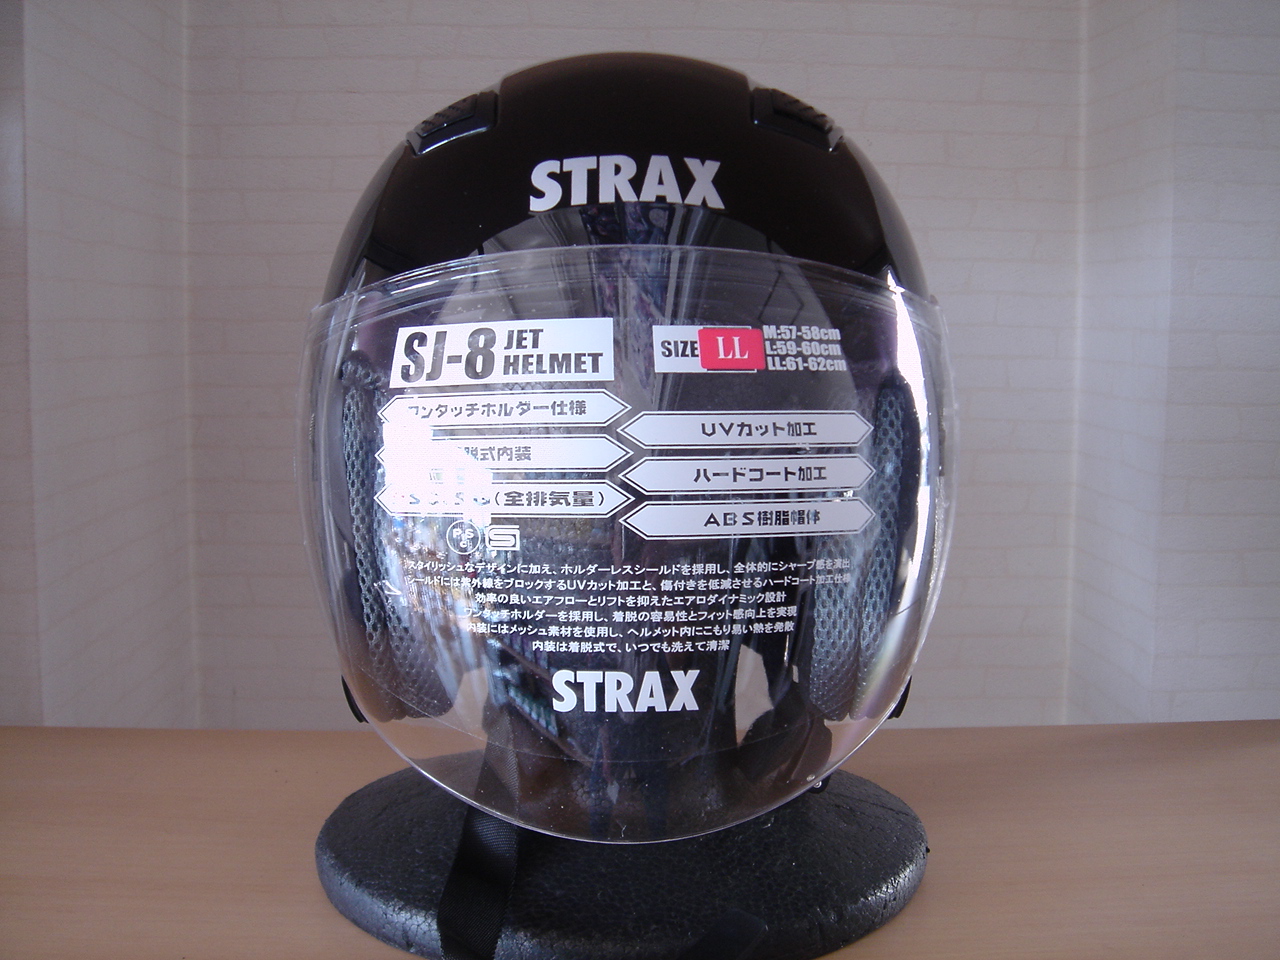 STRAX
SJ-8 JET HELMET
SIZE LL
M:57-58cm
L:59-60cm
LL:61-62cm
ワンタッチホルダー仕様
UVカット加工
脱式内装
ハードコート加工
(全排気量)
ABS樹脂帽体
PSC S
スタイリッシュなデザインに加え、ホルダーレスシールドを採用し、全体的にシャープ感を演出
シールドには紫外線をブロックするUVカット加工と、傷付きを低減させるハードコート加工仕様
効率の良いエアフローとリフトを抑えたエアロダイナミック設計
ワンタッチホルダーを採用し、着脱の容易性とフィット感向上を実現
内装にはメッシュ素材を使用し、ヘルメット内にこもり易い熱を発散
内装は着脱式で、いつでも洗えて清潔
STRAX